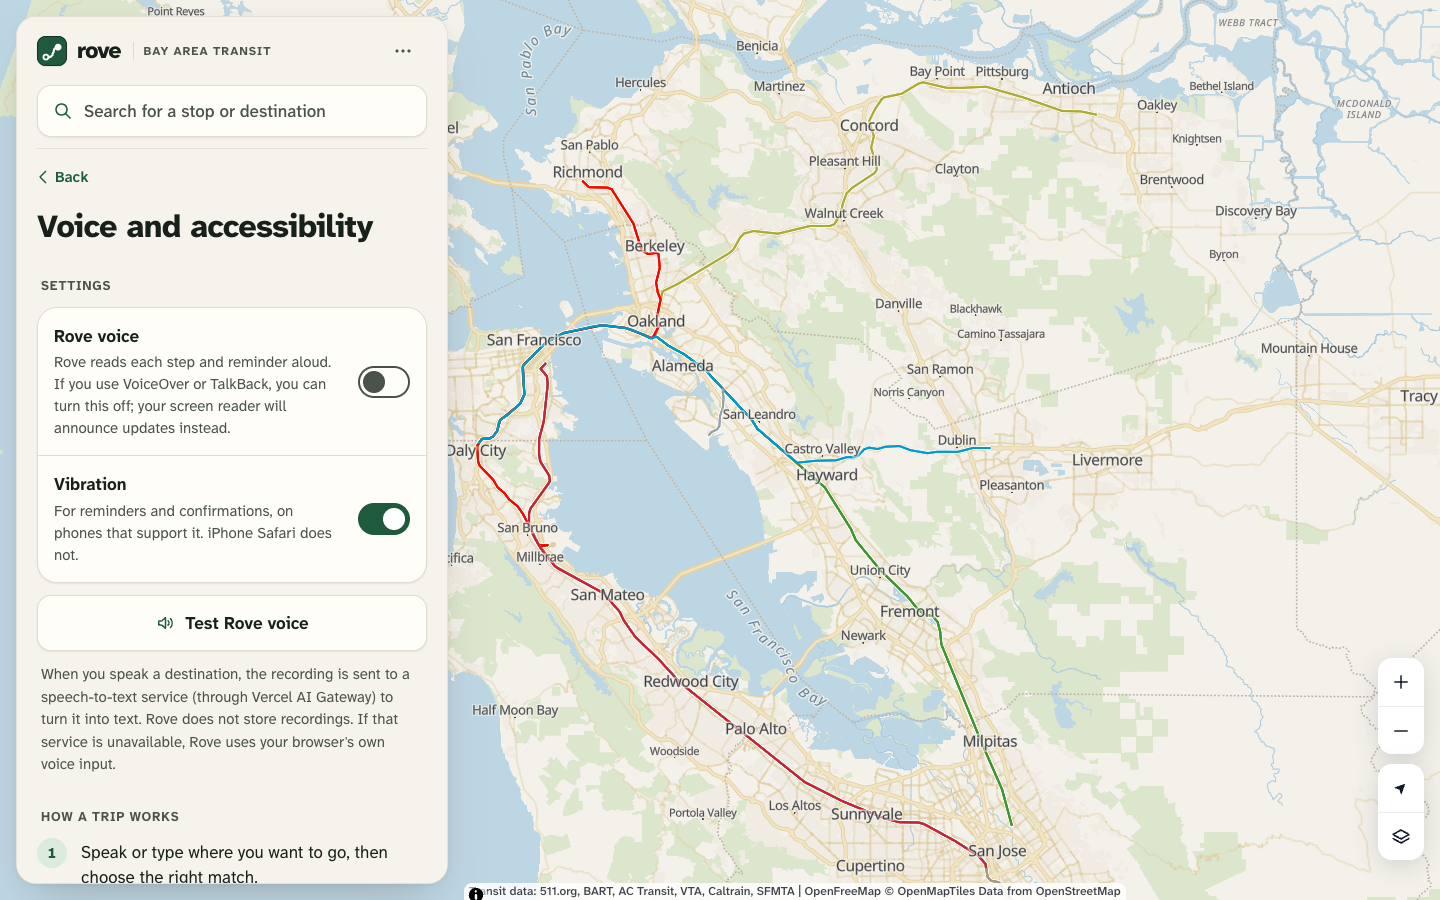 rove
BAY AREA TRANSIT
Search for a stop or destination
Back
Voice and accessibility
SETTINGS
Rove voice
Rove reads each step and reminder aloud.
If you use VoiceOver or TalkBack, you can
turn this off; your screen reader will
announce updates instead.
Vibration
For reminders and confirmations, on
phones that support it. iPhone Safari does
not.
Test Rove voice
When you speak a destination, the recording is sent to a
speech-to-text service (through Vercel AI Gateway) to
turn it into text. Rove does not store recordings. If that
service is unavailable, Rove uses your browser's own
voice input.
HOW A TRIP WORKS
1
Speak or type where you want to go, then
choose the right match.
Point Reyes
San Pablo Bay
Benicia
WEBB TRACT
Hercules
Martinez
Bay Point
Pittsburg
Antioch
Bethel Island
Oakley
MCDONALD
ISLAND
Concord
Knightsen
San Pablo
Richmond
Pleasant Hill
Clayton
Brentwood
Walnut Creek
Discovery Bay
Berkeley
Byron
Danville
Blackhawk
Oakland
Camino Tassajara
San Francisco
Mountain House
Alameda
San Ramon
Norris Canyon
Tracy
San Leandro
Daly City
Castro Valley
Dublin
Livermore
Hayward
Pleasanton
San Bruno
Millbrae
ifica
Union City
San Mateo
Fremont
San Francisco Bay
Newark
Redwood City
Half Moon Bay
Palo Alto
Woodside
Milpitas
Portola Valley
Los Altos
Sunnyvale
San Jose
Cupertino
nsit data: 511.org, BART, AC Transit, VTA, Caltrain, SFMTA | OpenFreeMap © OpenMapTiles Data from OpenStreetMap